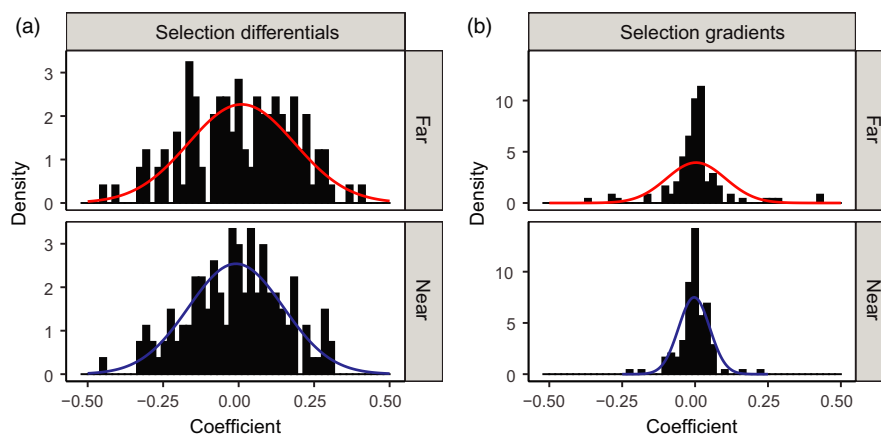 (a)
Selection differentials
3
2
1
0
Far
3
2
1
0
Near
Density
−0.50 −0.25 0.00 0.25 0.50
Coefficient
(b)
Selection gradients
10
5
0
Far
10
5
0
Near
Density
−0.50 −0.25 0.00 0.25 0.50
Coefficient